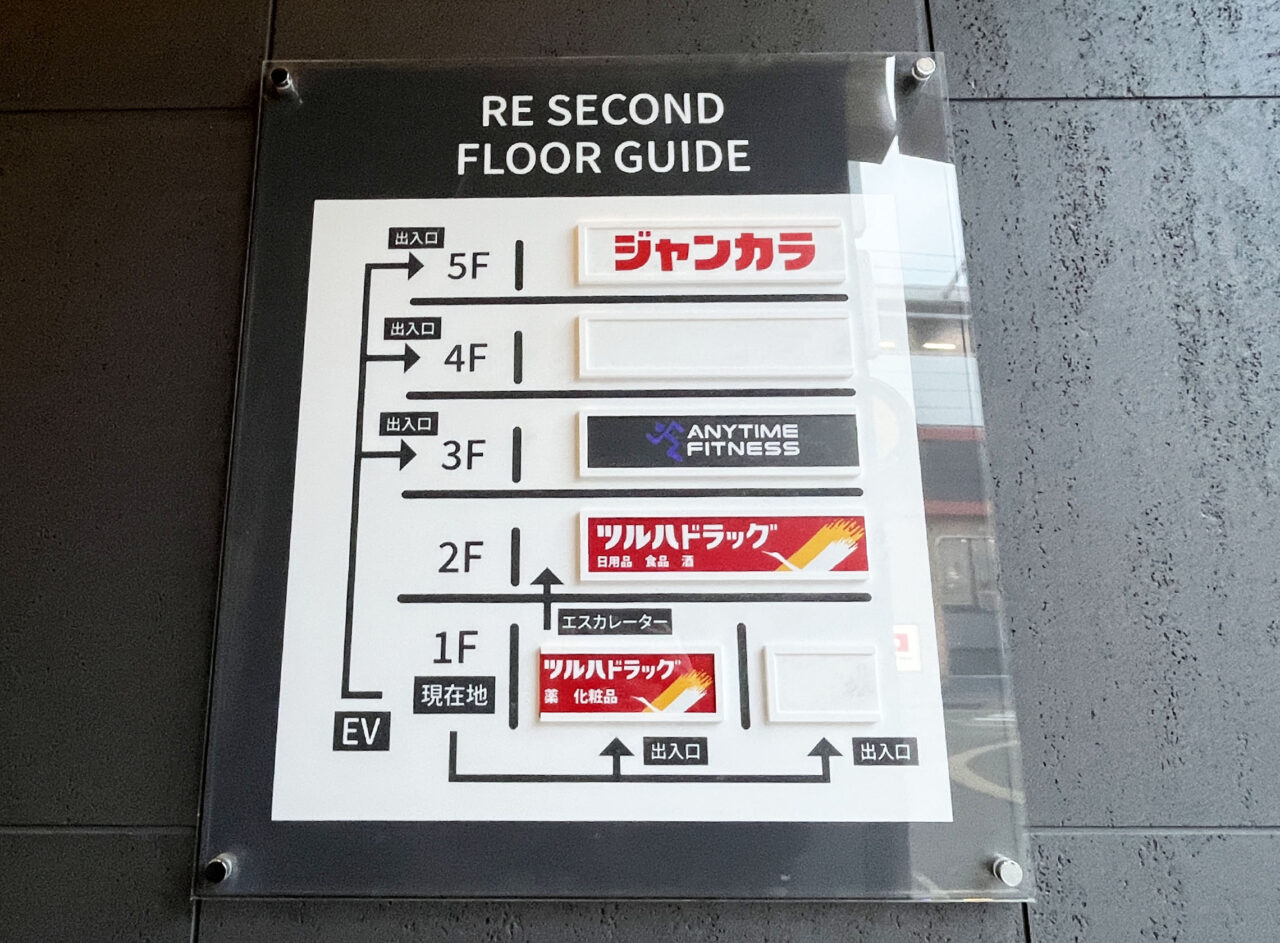 RE SECOND
FLOOR GUIDE
出入口
5F
ジャンカラ
出入口
4F
出入口
3F
ANYTIME
FITNESS
2F
ツルハドラッグ
日用品 食品 酒
エスカレーター
1F
現在地
ツルハドラッグ
薬 化粧品
EV
出入口
出入口